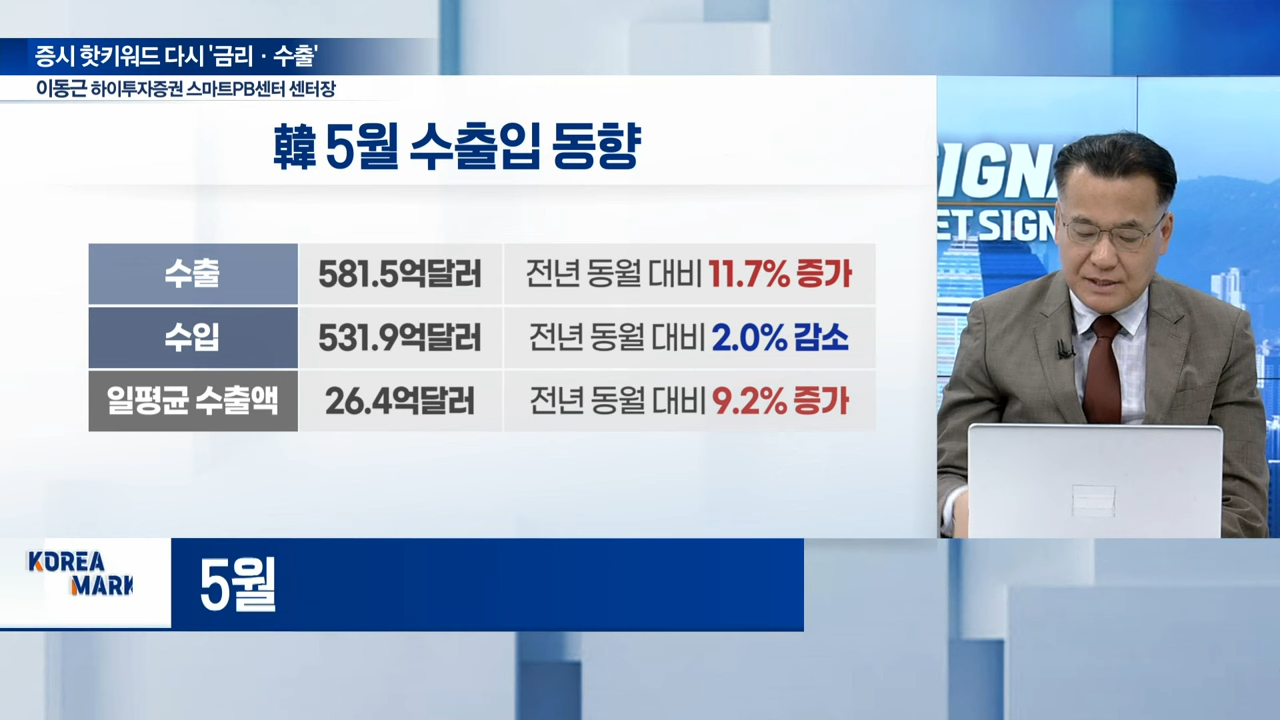 증시 핫키워드 다시 '금리 · 수출'
이동근 하이투자증권 스마트PB센터 센터장
韓 5월 수출입 동향
수출 581.5억달러 전년 동월 대비 11.7% 증가
수입 531.9억달러 전년 동월 대비 2.0% 감소
일평균 수출액 26.4억달러 전년 동월 대비 9.2% 증가
SIGNA
ET SIGN
KOREA
MARK
5월